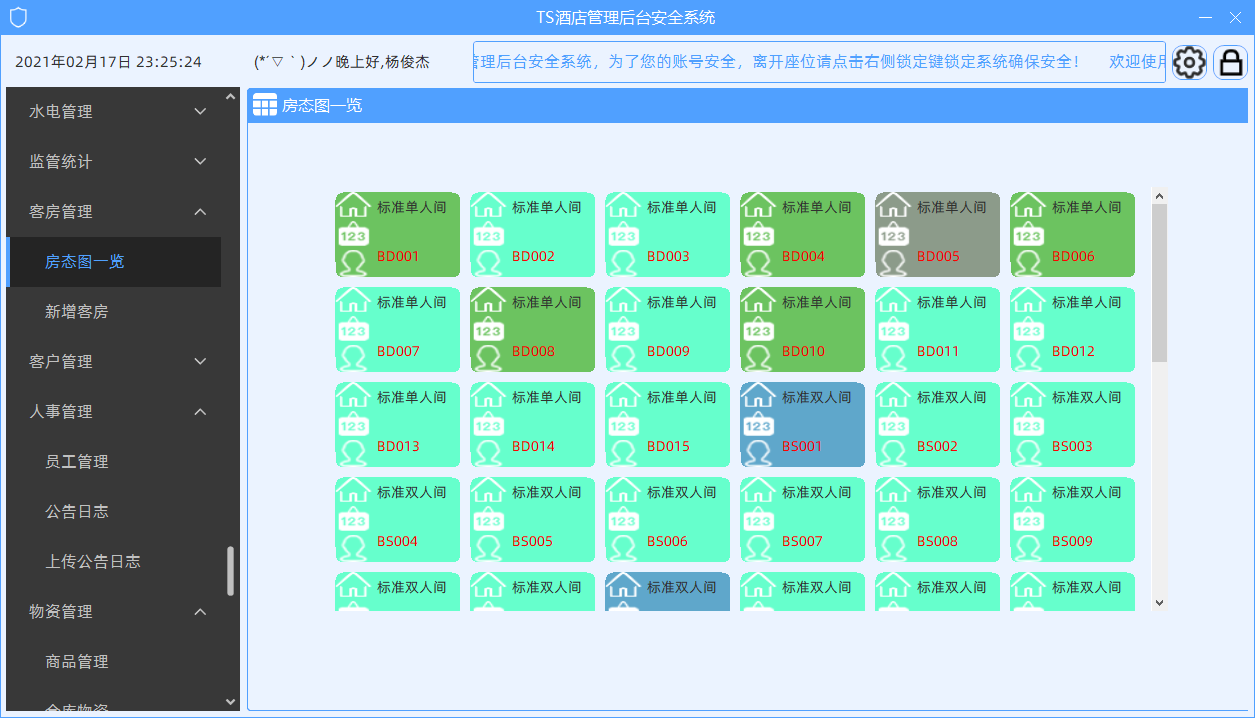 TS酒店管理后台安全系统
2021年02月17日 23:25:24
(*´▽｀)ノノ晚上好,杨俊杰
管理后台安全系统，为了您的账号安全，离开座位请点击右侧锁定键锁定系统确保安全！ 欢迎使用
水电管理
监管统计
客房管理
房态图一览
新增客房
客户管理
人事管理
员工管理
公告日志
上传公告日志
物资管理
商品管理
仓库物资
房态图一览
标准单人间 标准单人间 标准单人间 标准单人间 标准单人间 标准单人间
123 123 123 123 123 123
BD001 BD002 BD003 BD004 BD005 BD006
标准单人间 标准单人间 标准单人间 标准单人间 标准单人间 标准单人间
123 123 123 123 123 123
BD007 BD008 BD009 BD010 BD011 BD012
标准单人间 标准单人间 标准单人间 标准双人间 标准双人间 标准双人间
123 123 123 123 123 123
BD013 BD014 BD015 BS001 BS002 BS003
标准双人间 标准双人间 标准双人间 标准双人间 标准双人间 标准双人间
123 123 123 123 123 123
BS004 BS005 BS006 BS007 BS008 BS009
标准双人间 标准双人间 标准双人间 标准双人间 标准双人间 标准双人间